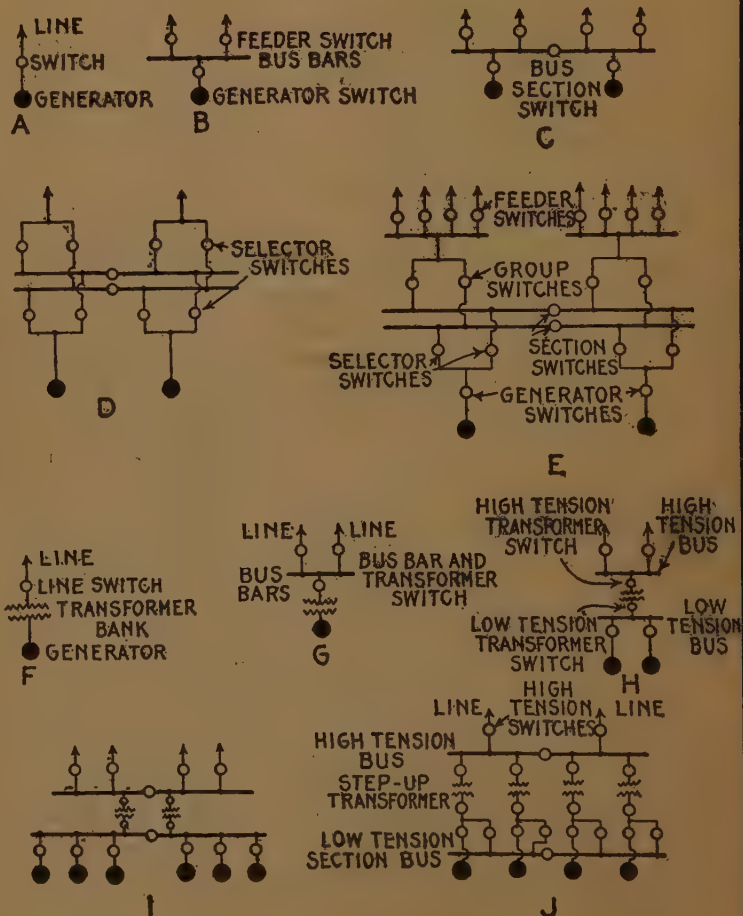 LINE
SWITCH
GENERATOR
A
FEEDER SWITCH
BUS BARS
GENERATOR SWITCH
B
BUS
SECTION
SWITCH
C
SELECTOR
SWITCHES
D
FEEDER
SWITCHES
GROUP
SWITCHES
SELECTOR
SWITCHES
SECTION
SWITCHES
GENERATOR
SWITCHES
E
LINE
LINE SWITCH
TRANSFORMER
BANK
GENERATOR
F
LINE
LINE
BUS
BARS
BUS BAR AND
TRANSFORMER
SWITCH
G
HIGH TENSION
TRANSFORMER
SWITCH
HIGH
TENSION
BUS
LOW TENSION
TRANSFORMER
SWITCH
LOW
TENSION
BUS
H
I
LINE
HIGH
TENSION
SWITCHES
LINE
HIGH TENSION
BUS
STEP-UP
TRANSFORMER
LOW TENSION
SECTION BUS
J